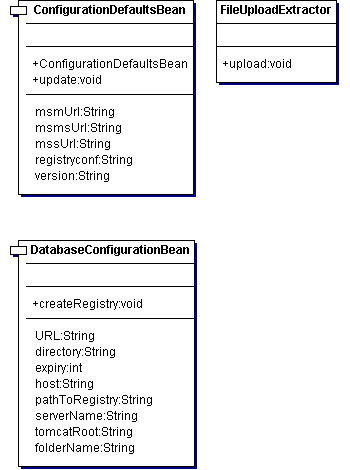 ConfigurationDefaultsBean
+ConfigurationDefaultsBean
+update:void
msmUrl:String
msmsUrl:String
mssUrl:String
registryconf:String
version:String
FileUploadExtractor
+upload:void
DatabaseConfigurationBean
+createRegistry:void
URL:String
directory:String
expiry:int
host:String
pathToRegistry:String
serverName:String
tomcatRoot:String
folderName:String